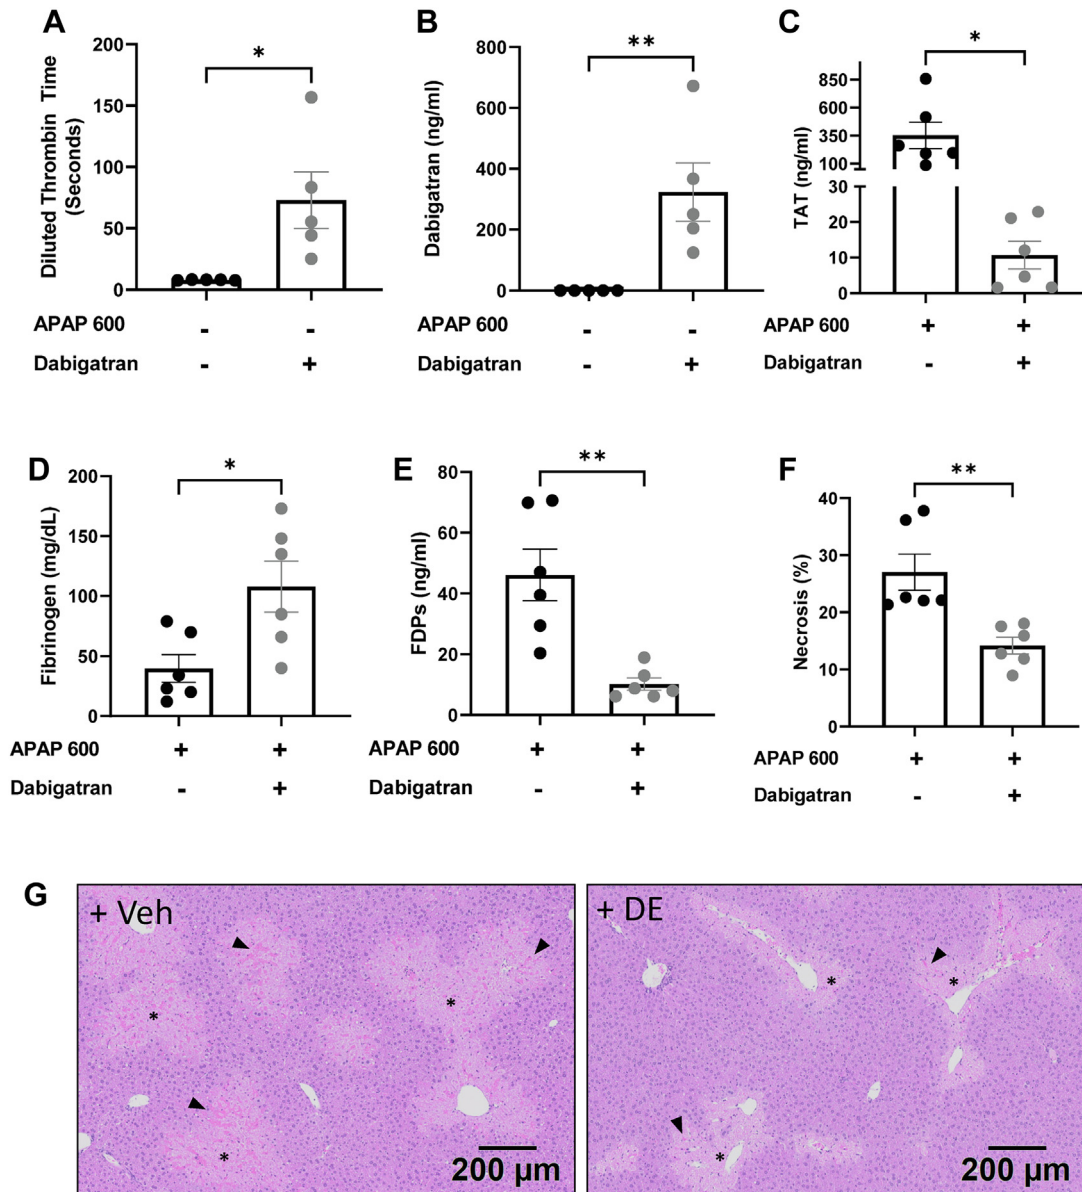 A
Diluted Thrombin Time
(Seconds)
200
150
100
50
0
*
APAP 600 - -
Dabigatran - +
B
Dabigatran (ng/ml)
800
600
400
200
0
**
APAP 600 - -
Dabigatran - +
C
TAT (ng/ml)
850
600
350
100
30
20
10
0
*
APAP 600 + +
Dabigatran - +
D
Fibrinogen (mg/dL)
200
150
100
50
0
*
APAP 600 + +
Dabigatran - +
E
FDPs (ng/ml)
80
60
40
20
0
**
APAP 600 + +
Dabigatran - +
F
Necrosis (%)
40
30
20
10
0
**
APAP 600 + +
Dabigatran - +
G
+ Veh
*
*
*
200 µm
+ DE
*
*
*
200 µm